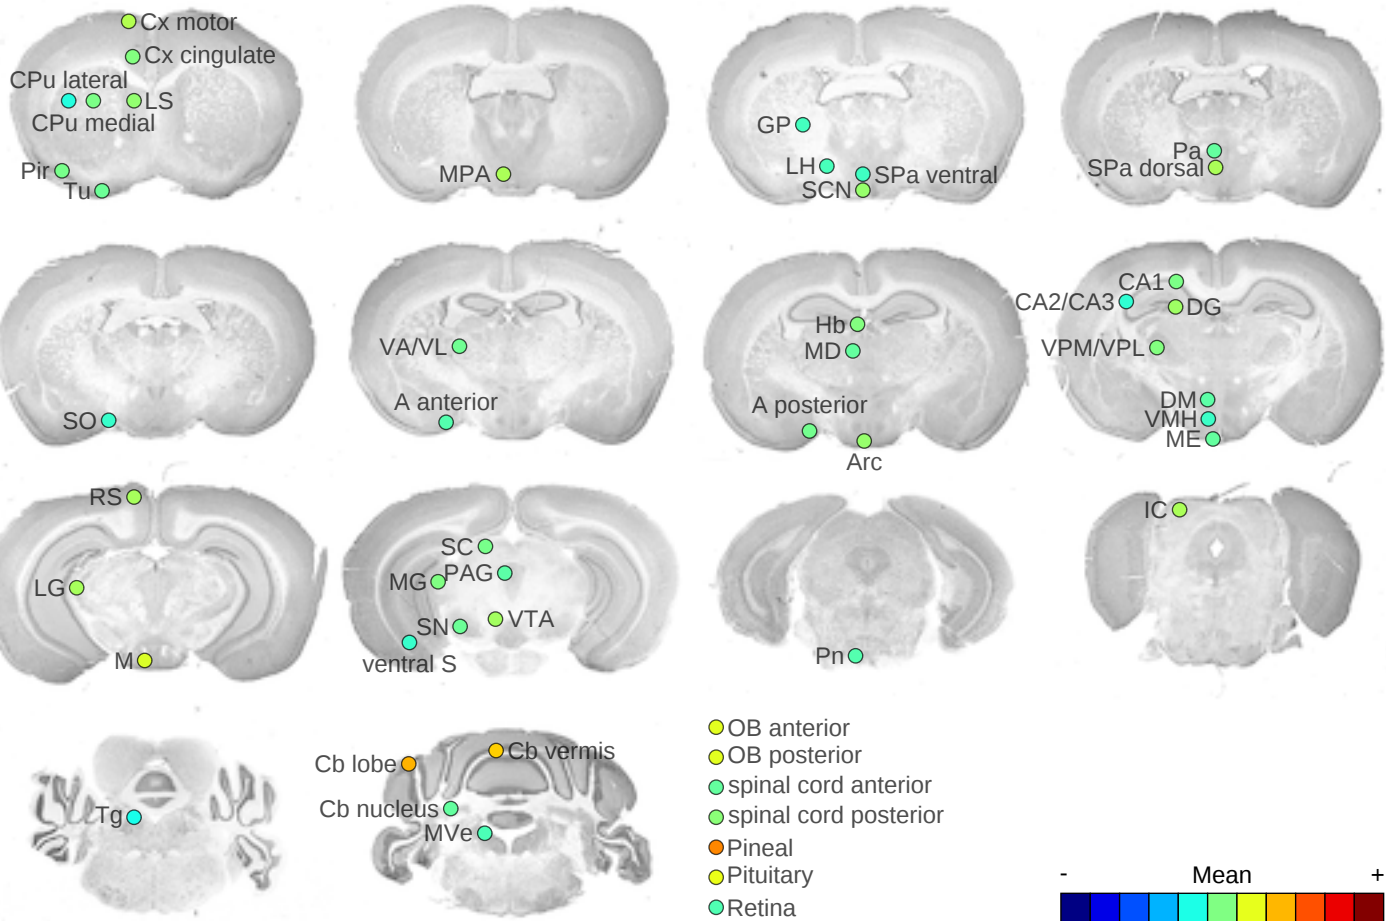 Cx motor
Cx cingulate
CPu lateral
LS
CPu medial
Pir
Tu
MPA
GP
LH
SPa ventral
SCN
Pa
SPa dorsal
SO
VA/VL
A anterior
Hb
MD
A posterior
Arc
CA1
CA2/CA3
DG
VPM/VPL
DM
VMH
ME
RS
LG
M
SC
MG
PAG
SN
VTA
ventral S
Pn
IC
Tg
Cb lobe
Cb vermis
Cb nucleus
MVe
OB anterior
OB posterior
spinal cord anterior
spinal cord posterior
Pineal
Pituitary
Retina
- Mean +